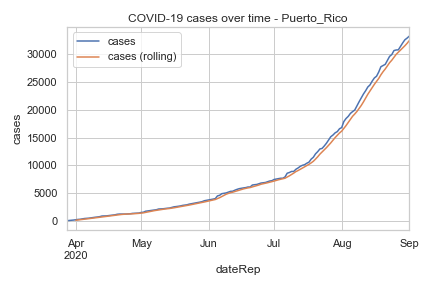 COVID-19 cases over time - Puerto_Rico
cases
cases (rolling)
cases
30000
25000
20000
15000
10000
5000
0
Apr May Jun Jul Aug Sep
2020
dateRep